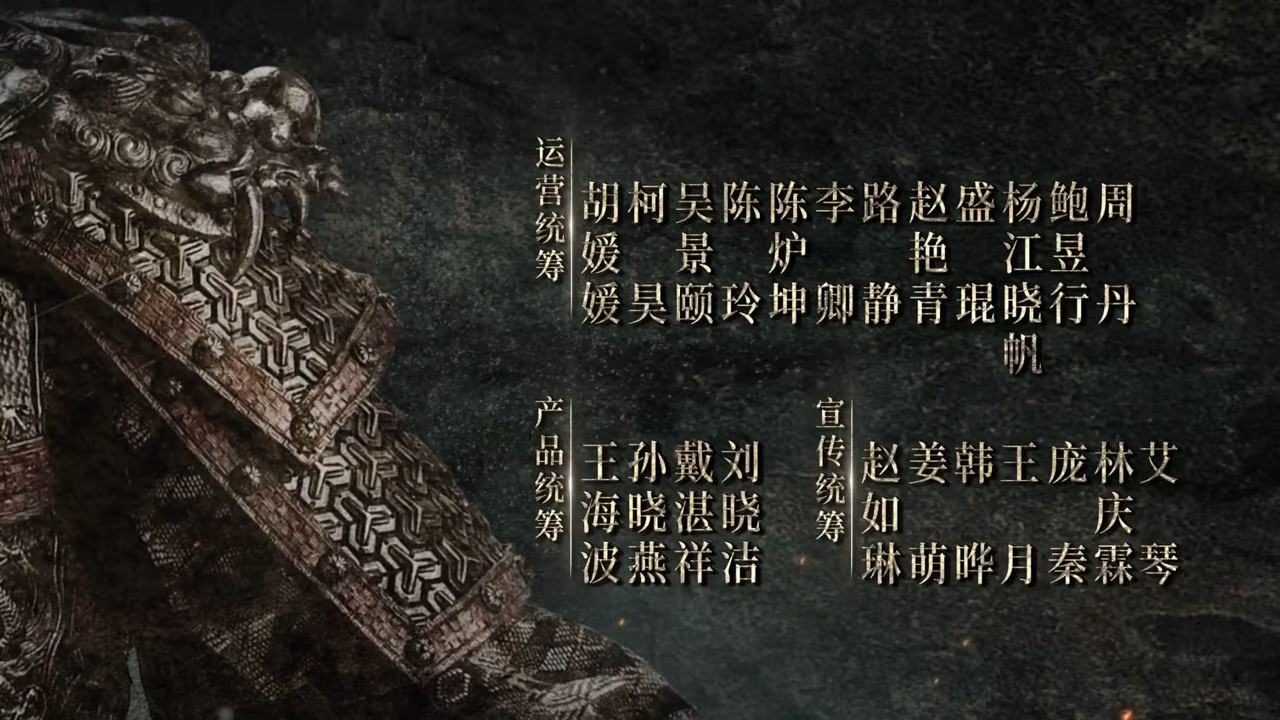 运营统筹
胡媛媛
柯昊
吴景颐
陈玲
陈炉坤
李卿
路静
赵艳青
盛琨
杨江晓帆
鲍昱行
周丹
产品统筹
王海波
孙晓燕
戴湛祥
刘晓洁
宣传统筹
赵如琳
姜萌
韩晔
王月
庞秦
林庆霖
艾琴